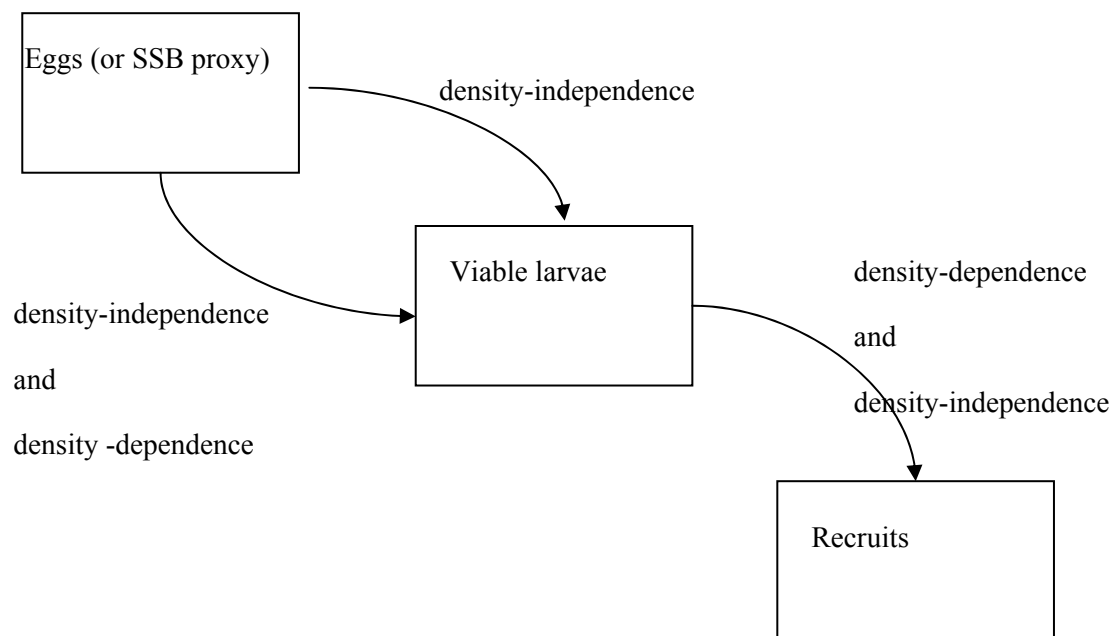 Eggs (or SSB proxy)
density-independence
Viable larvae
density-independence
and
density -dependence
density-dependence
and
density-independence
Recruits